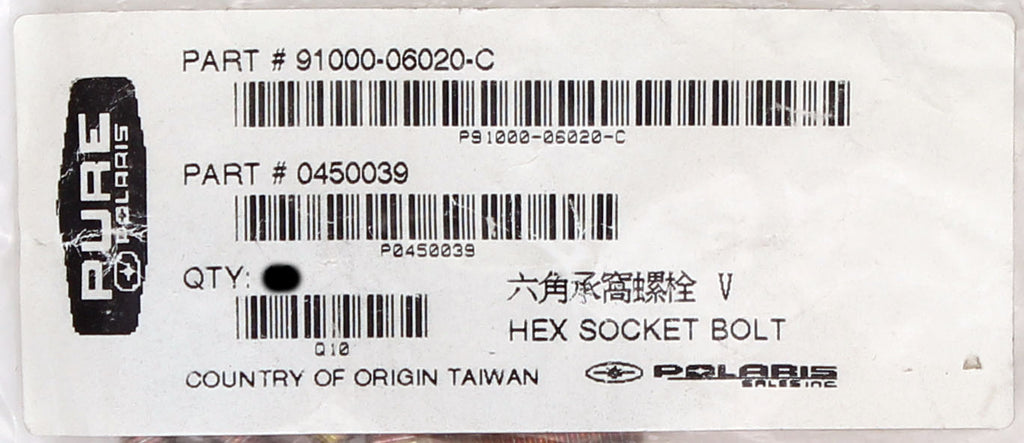 PURE
POLARIS
PART # 91000-06020-C
P91000-06020-C
PART # 0450039
P0450039
QTY:
Q10
六角承窩螺栓 V
HEX SOCKET BOLT
COUNTRY OF ORIGIN TAIWAN
POLARIS
SALES INC.